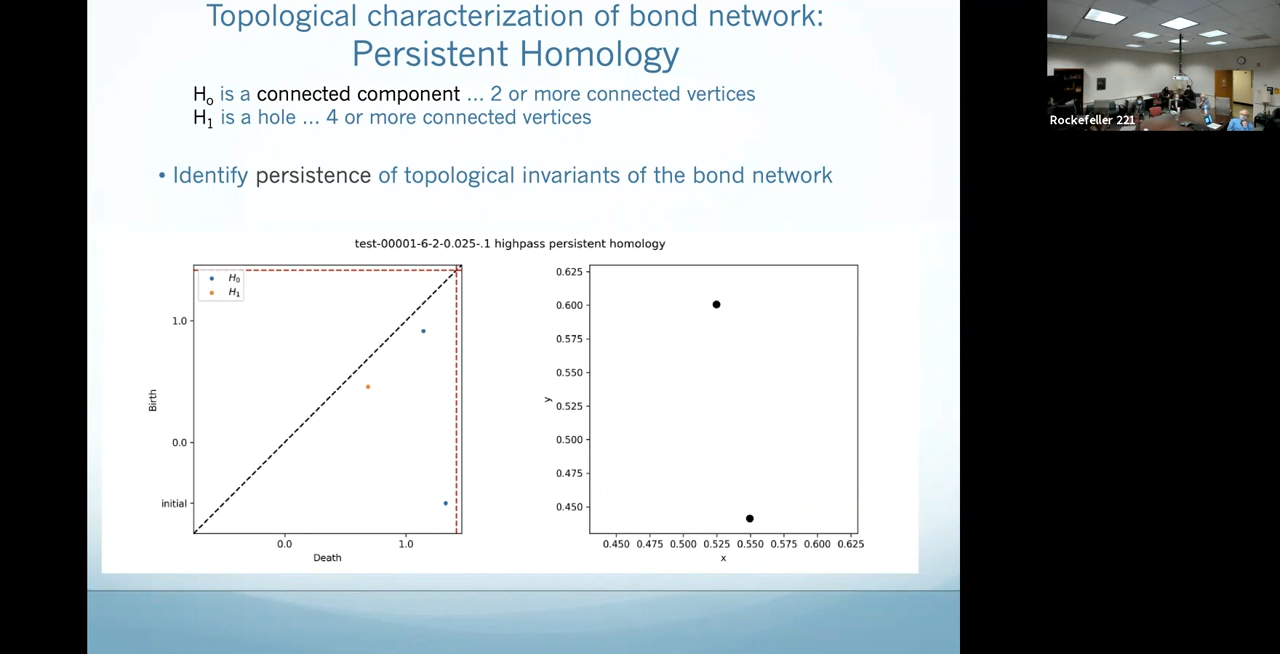 Topological characterization of bond network:
Persistent Homology
Ho is a connected component ... 2 or more connected vertices
H1 is a hole ... 4 or more connected vertices
• Identify persistence of topological invariants of the bond network
test-00001-6-2-0.025-.1 highpass persistent homology
H0
H1
1.0
0.0
initial
Birth
0.0 1.0
Death
0.625
0.600
0.575
0.550
0.525
0.500
0.475
0.450
y
0.450 0.475 0.500 0.525 0.550 0.575 0.600 0.625
x
Rockefeller 221